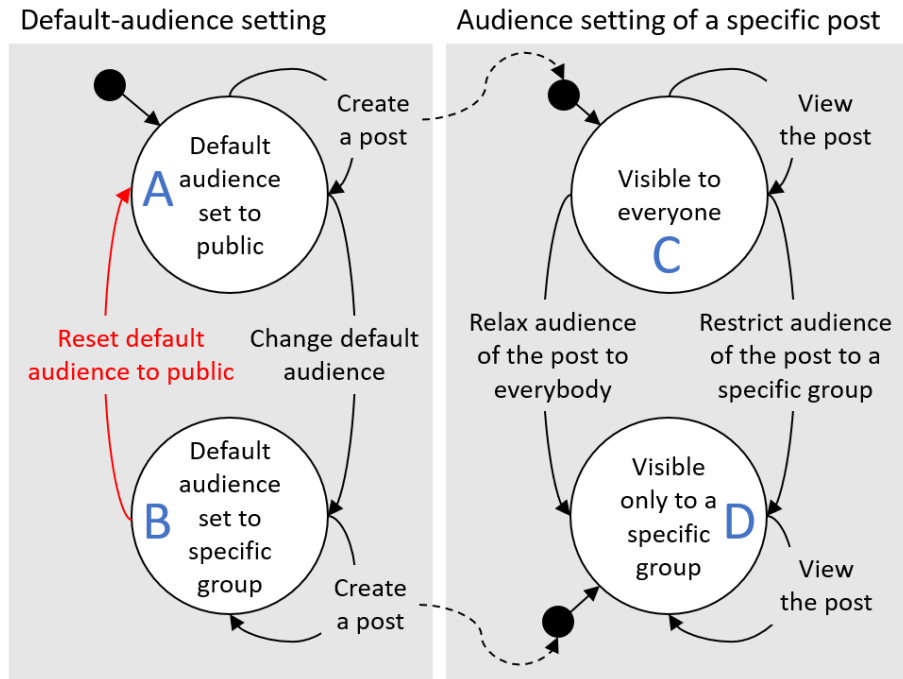 Default-audience setting
Audience setting of a specific post
Create
a post
Default
audience
set to
public
A
View
the post
Visible to
everyone
C
Reset default
audience to public
Change default
audience
Relax audience
of the post to
everybody
Restrict audience
of the post to a
specific group
Default
audience
set to
specific
group
B
Create
a post
Visible
only to a
specific
group
D
View
the post